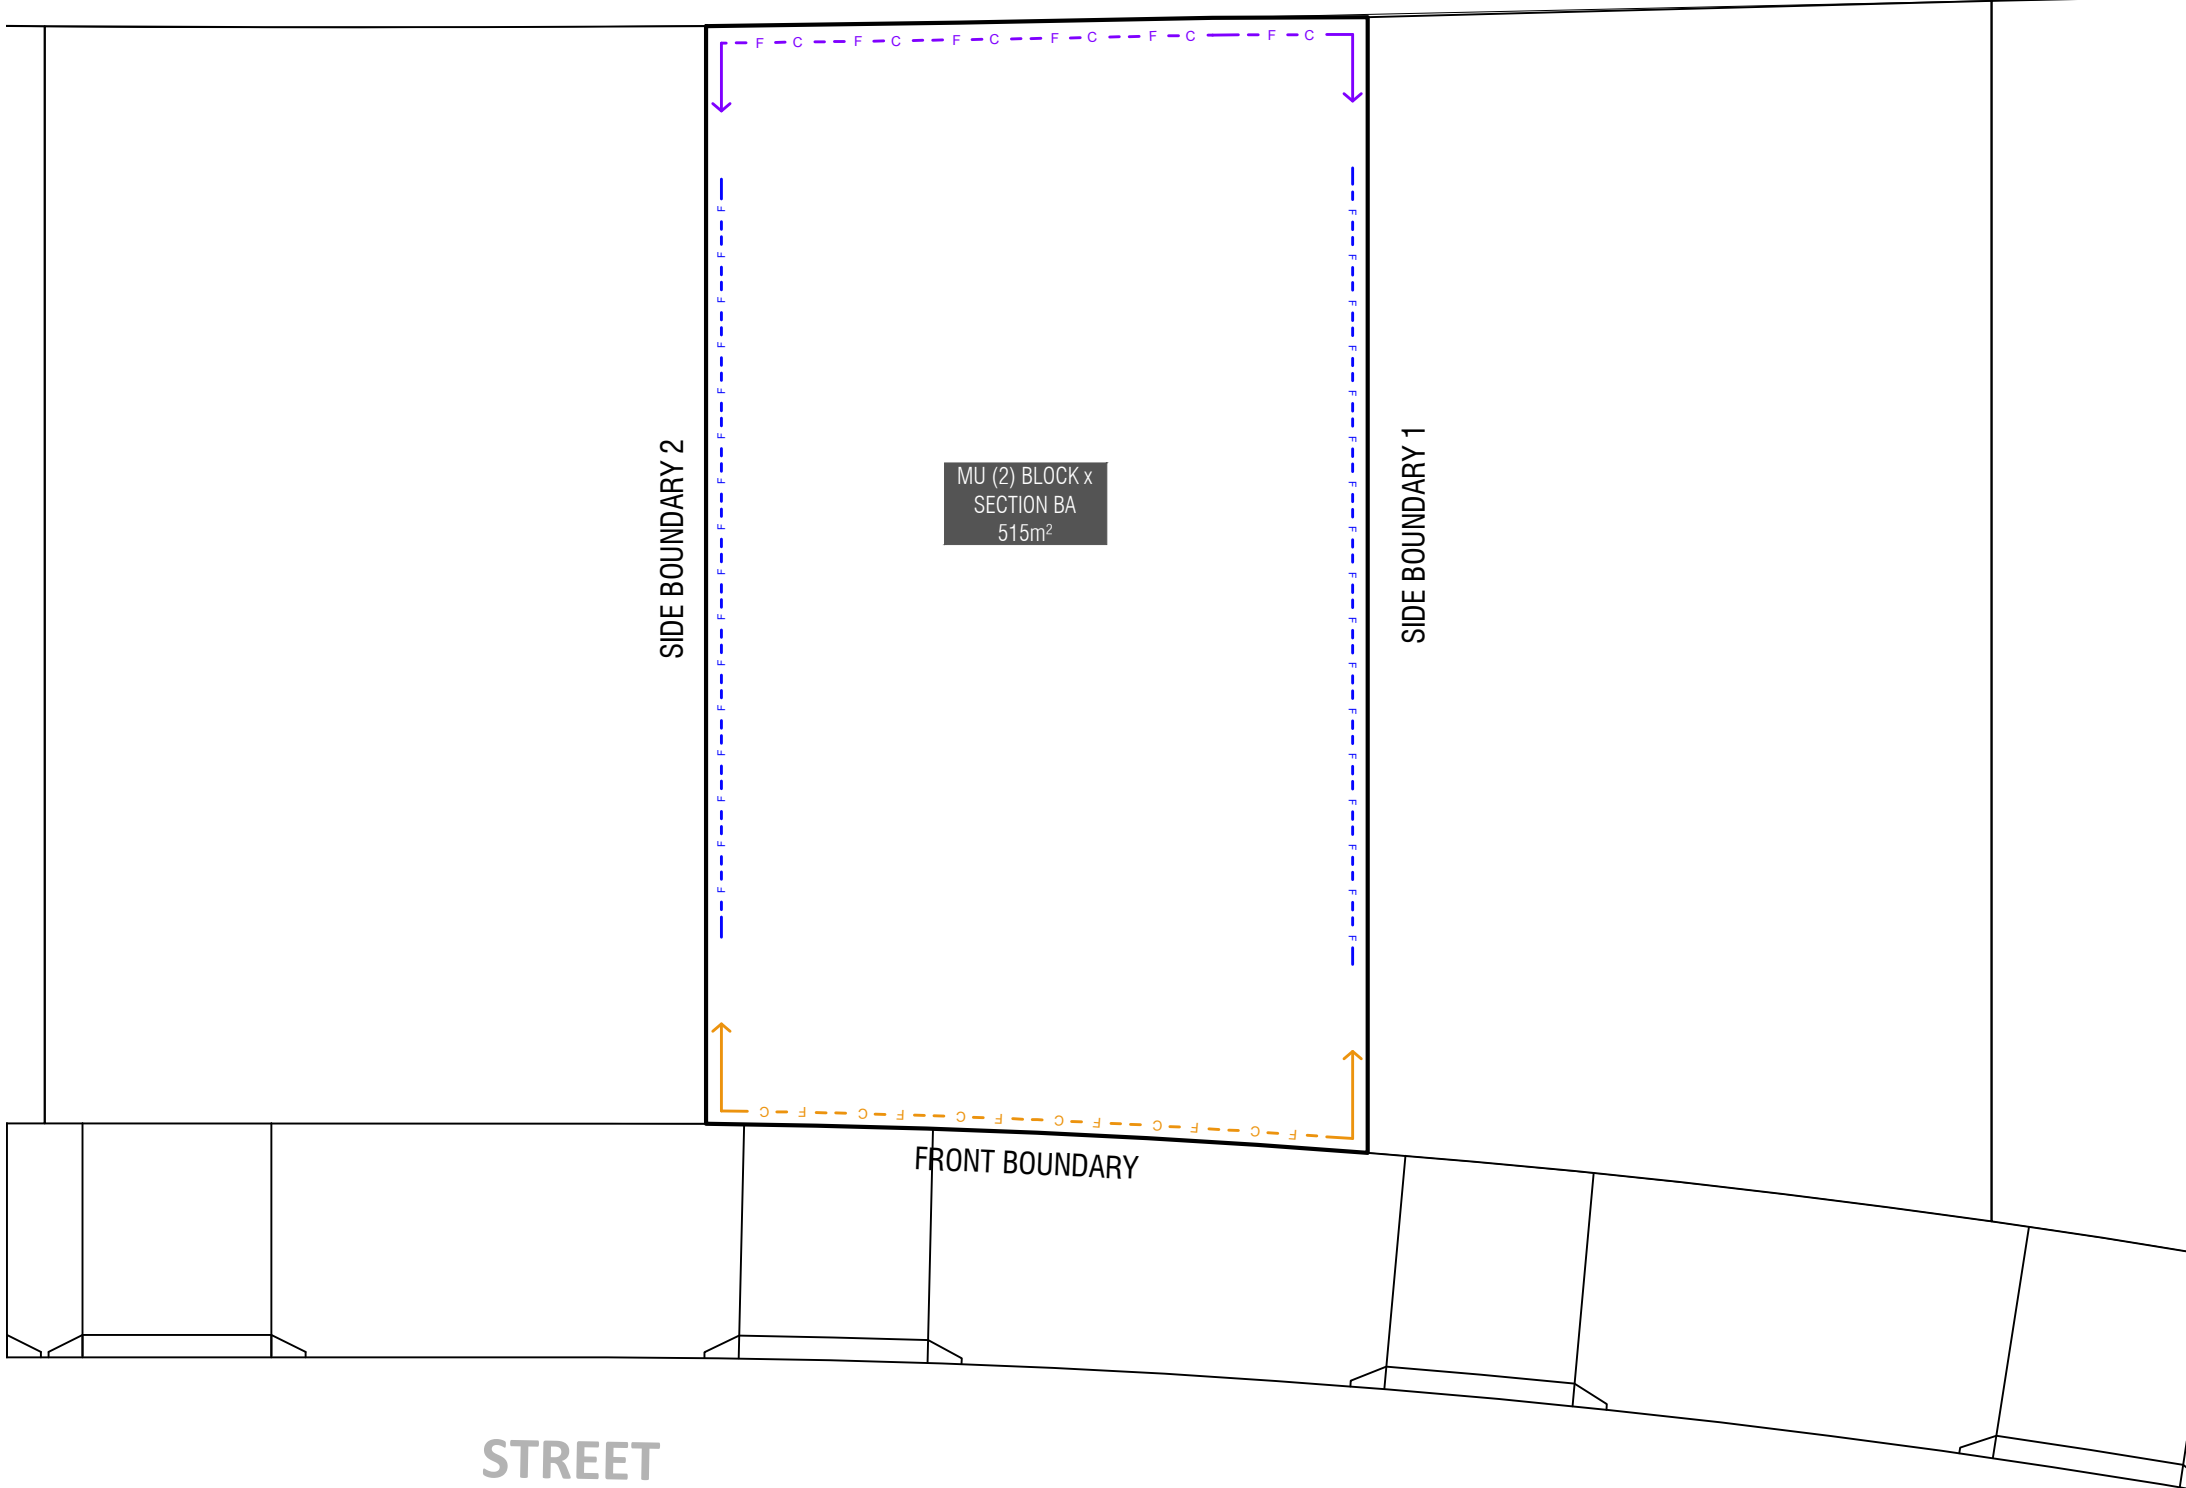 F C F C F C F C F C F C
F F F F F F F F F F F F F F F F
F F F F F F F F F F F F F F F F F
SIDE BOUNDARY 2
MU (2) BLOCK x
SECTION BA
515m²
SIDE BOUNDARY 1
C F C F C F C F C F C F
FRONT BOUNDARY
STREET